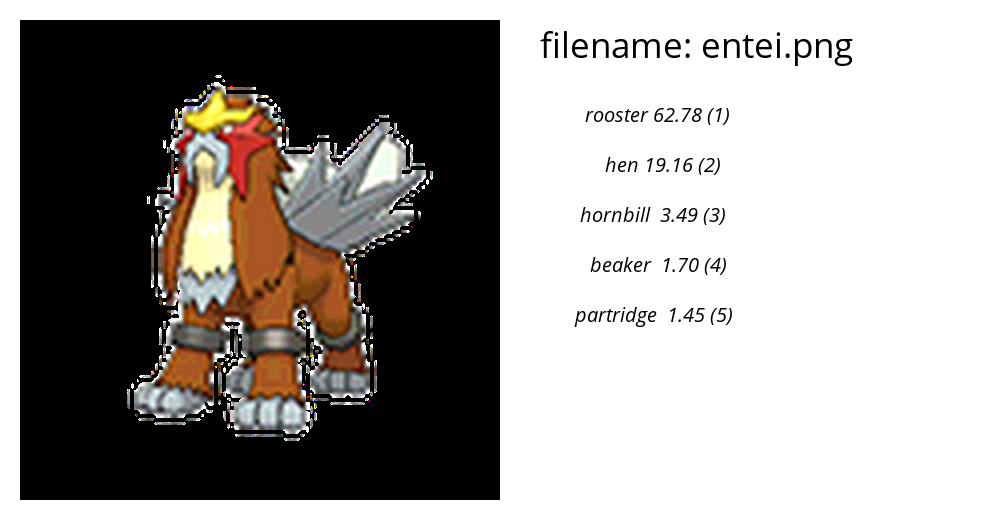 filename: entei.png
rooster 62.78 (1)
hen 19.16 (2)
hornbill  3.49 (3)
beaker  1.70 (4)
partridge  1.45 (5)